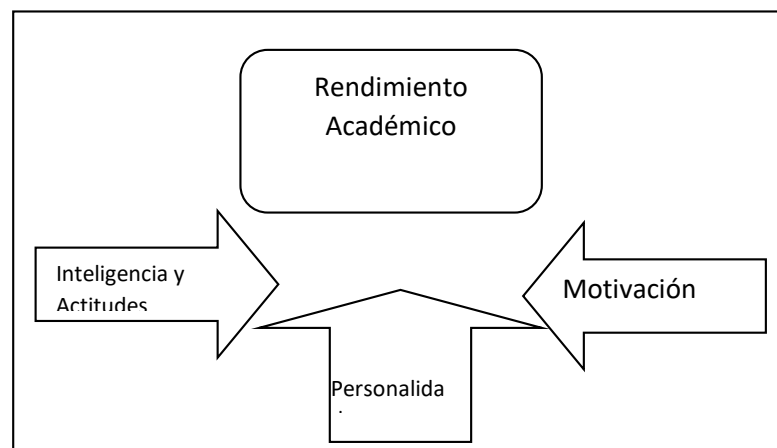 Rendimiento
Académico
Inteligencia y
Actitudes
Motivación
Personalida